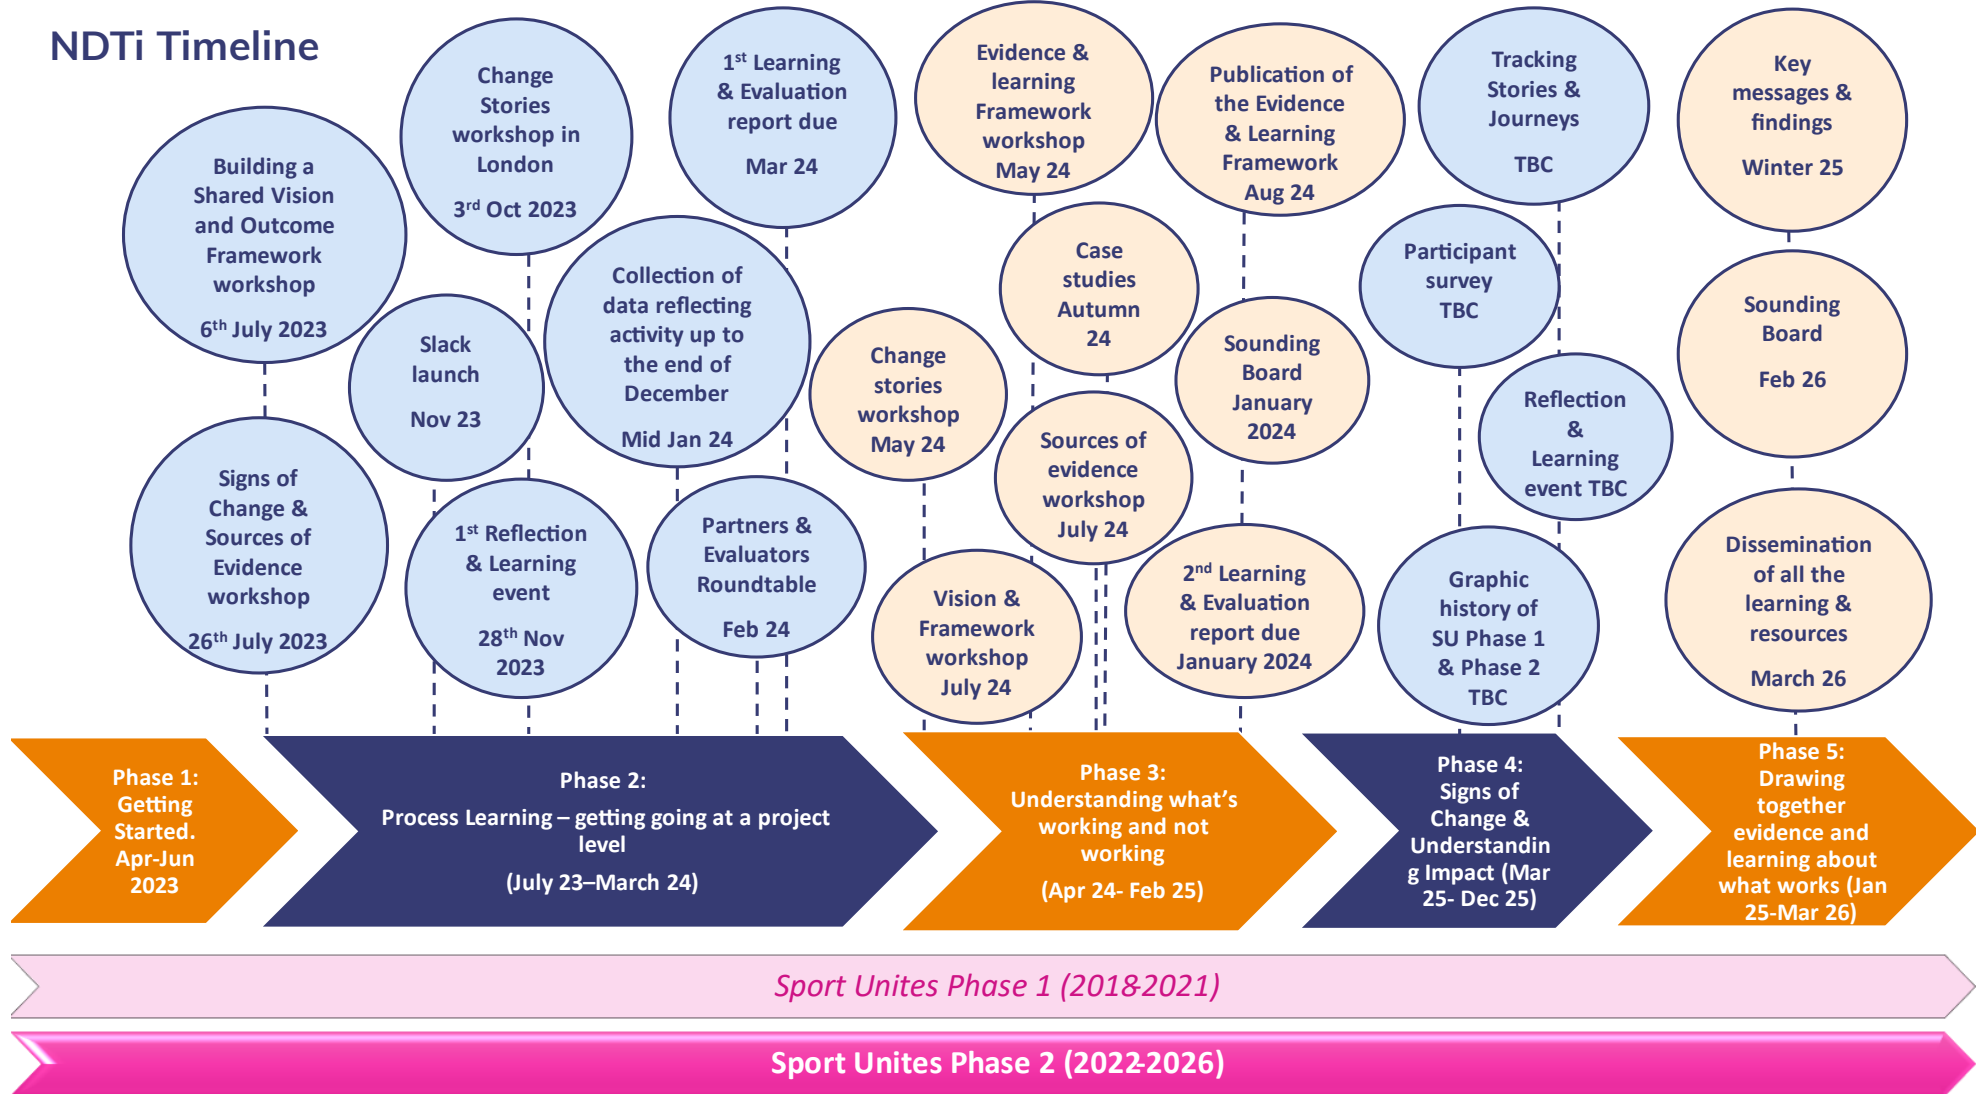 NDTi Timeline
Building a
Shared Vision
and Outcome
Framework
workshop
6th July 2023
Signs of
Change &
Sources of
Evidence
workshop
26th July 2023
Change
Stories
workshop in
London
3rd Oct 2023
Slack
launch
Nov 23
1st Reflection
& Learning
event
28th Nov
2023
1st Learning
& Evaluation
report due
Mar 24
Collection of
data reflecting
activity up to
the end of
December
Mid Jan 24
Partners &
Evaluators
Roundtable
Feb 24
Evidence &
learning
Framework
workshop
May 24
Case
studies
Autumn
24
Change
stories
workshop
May 24
Sources of
evidence
workshop
July 24
Vision &
Framework
workshop
July 24
Publication of
the Evidence
& Learning
Framework
Aug 24
Sounding
Board
January
2024
2nd Learning
& Evaluation
report due
January 2024
Tracking
Stories &
Journeys
TBC
Participant
survey
TBC
Reflection
&
Learning
event TBC
Graphic
history of
SU Phase 1
& Phase 2
TBC
Key
messages &
findings
Winter 25
Sounding
Board
Feb 26
Dissemination
of all the
learning &
resources
March 26
Phase 1:
Getting
Started.
Apr-Jun
2023
Phase 2:
Process Learning – getting going at a project
level
(July 23–March 24)
Phase 3:
Understanding what's
working and not
working
(Apr 24- Feb 25)
Phase 4:
Signs of
Change &
Understandin
g Impact (Mar
25- Dec 25)
Phase 5:
Drawing
together
evidence and
learning about
what works (Jan
25-Mar 26)
Sport Unites Phase 1 (2018-2021)
Sport Unites Phase 2 (2022-2026)